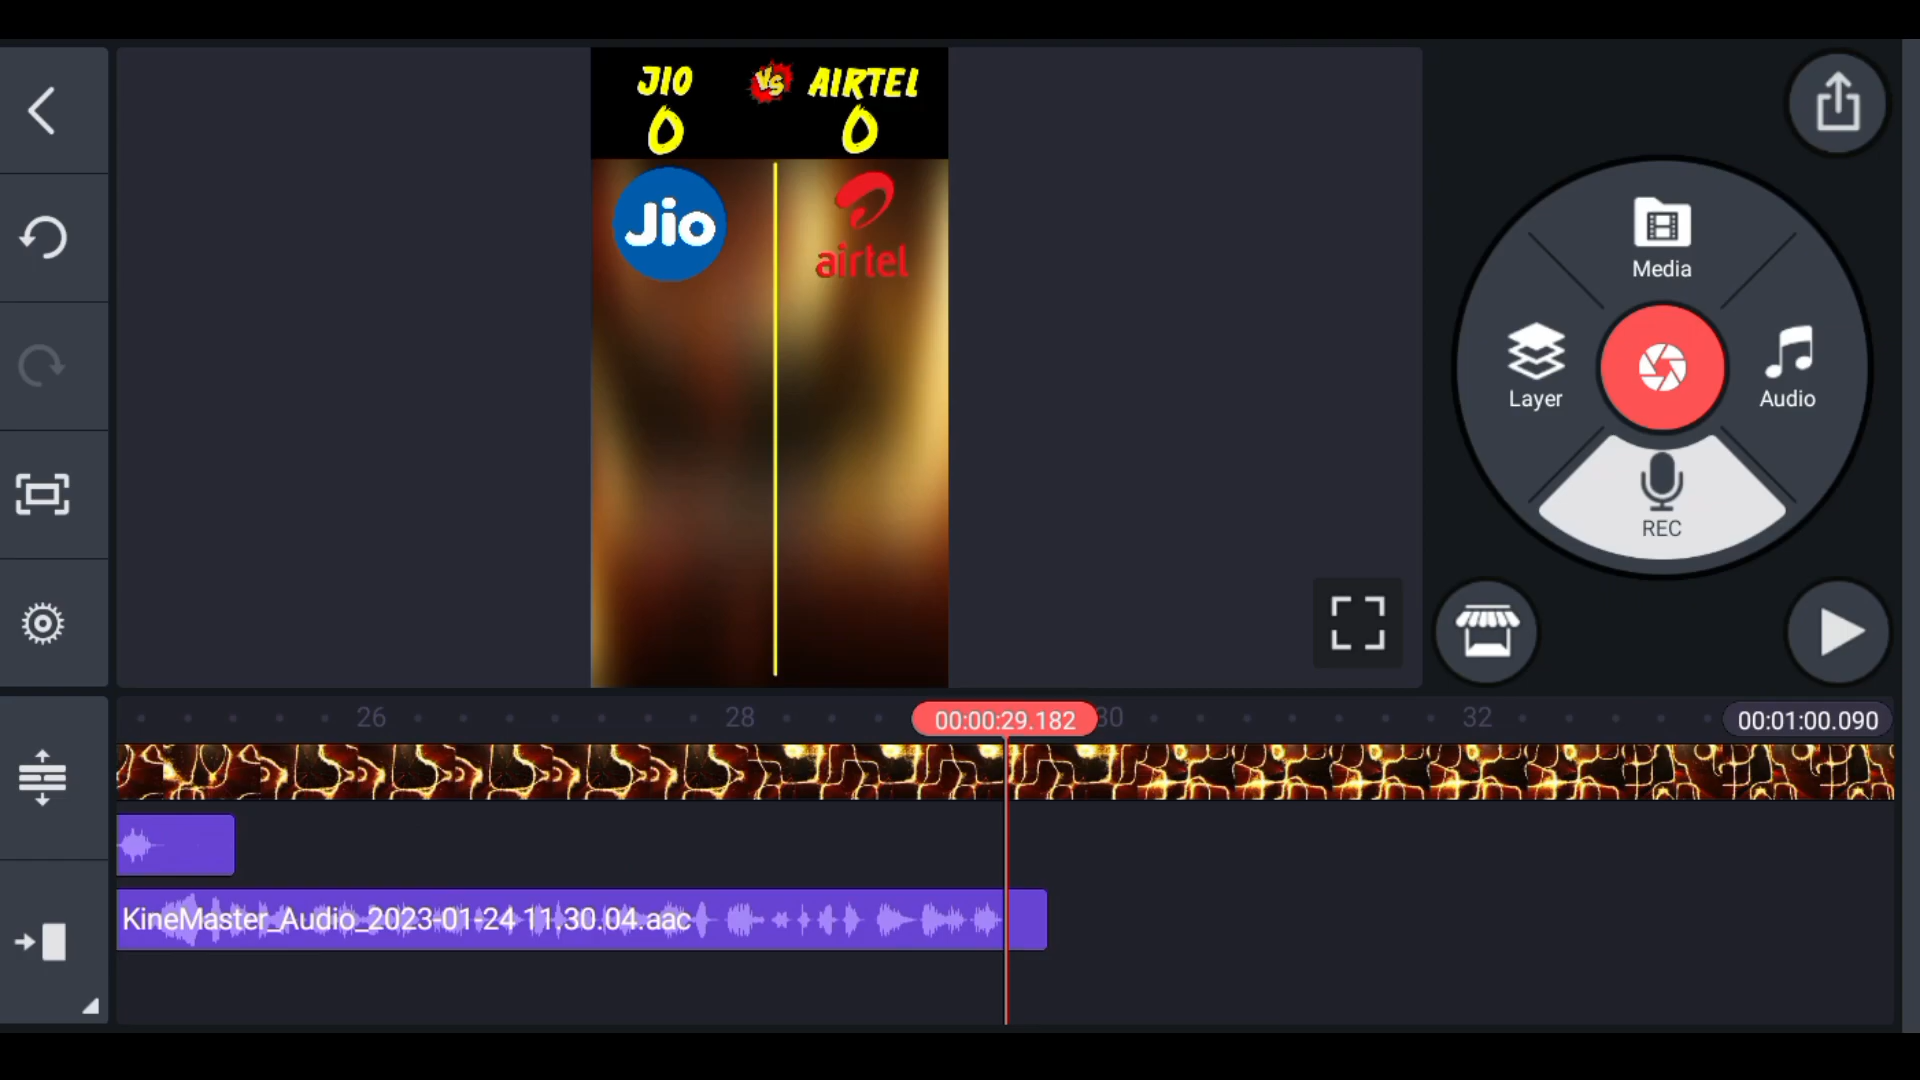 JIO VS AIRTEL
0 0
Jio
airtel
Media
Layer
Audio
REC
26 28 00:00:29.182 30 32 00:01:00.090
KineMaster_Audio_2023-01-24 11.30.04.aac